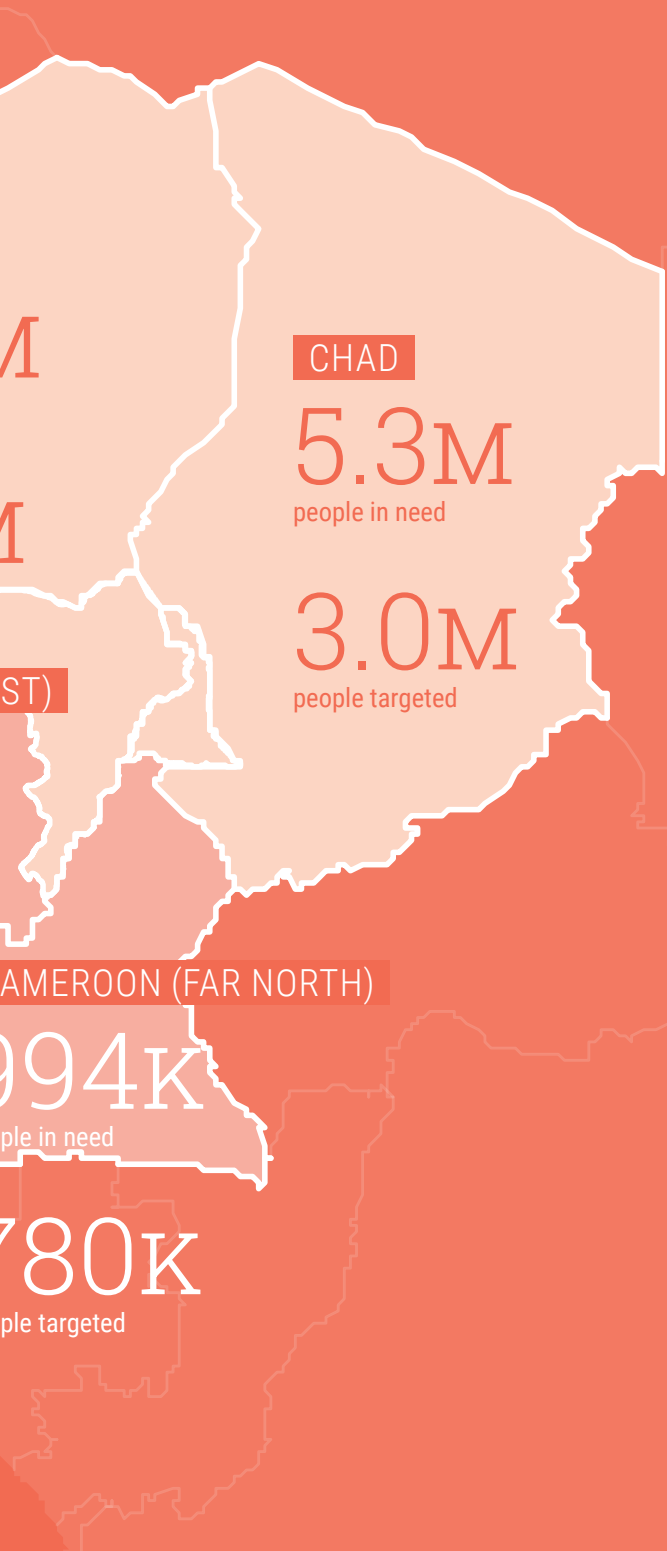 M
CHAD
5.3M
people in need
M
3.0M
people targeted
ST)
AMEROON (FAR NORTH)
994K
ple in need
780K
ple targeted